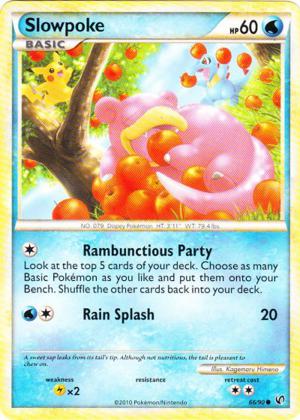 Slowpoke HP 60
BASIC
NO. 079 Dopey Pokémon HT: 3'11" WT: 79.4 lbs.
Rambunctious Party
Look at the top 5 cards of your deck. Choose as many
Basic Pokémon as you like and put them onto your
Bench. Shuffle the other cards back into your deck.
Rain Splash 20
A sweet sap leaks from its tail's tip. Although not nutritious, the tail is pleasant to
chew on.
Illus. Kagemaru Himeno
weakness resistance retreat cost
×2
66/90
©2010 Pokémon/Nintendo